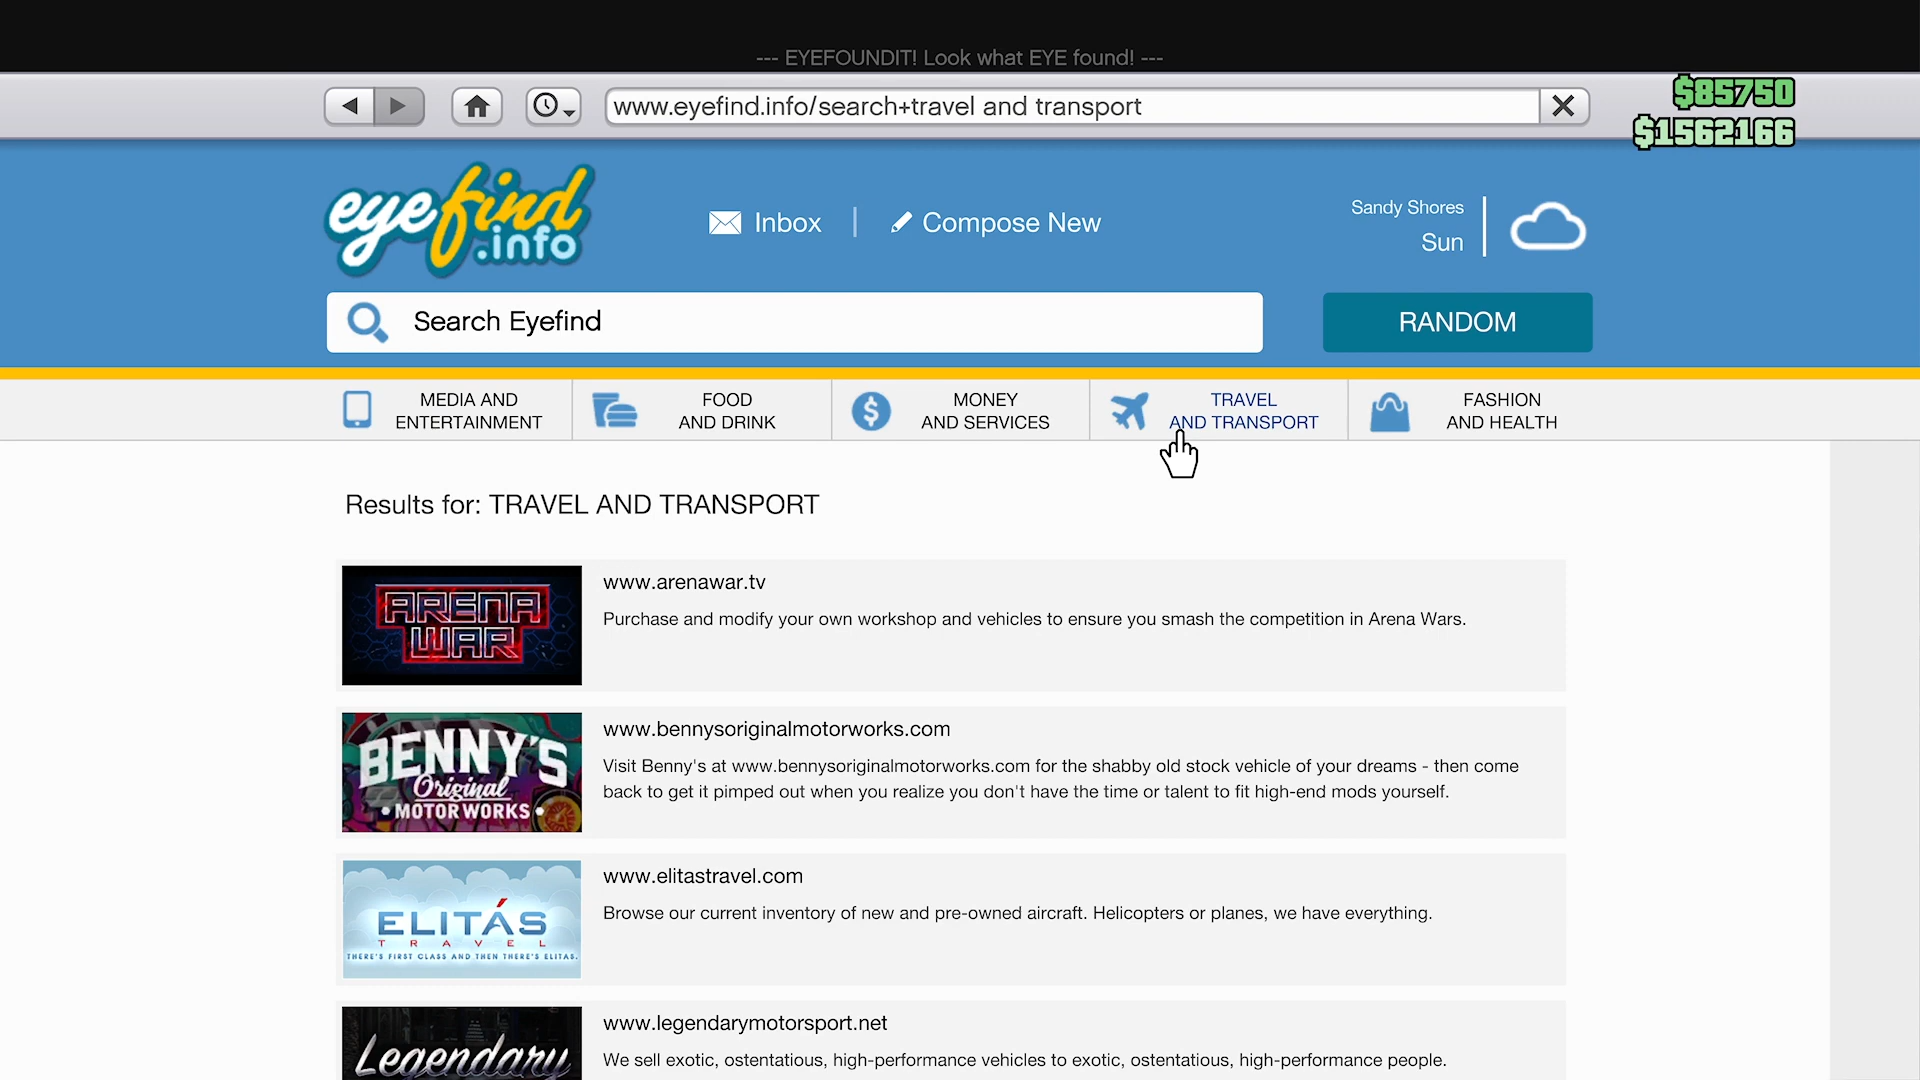 --- EYEFOUNDIT! Look what EYE found! ---
www.eyefind.info/search+travel and transport
$85750
$1562166
eyefind
.info
Inbox
Compose New
Sandy Shores
Sun
Search Eyefind
RANDOM
MEDIA AND
ENTERTAINMENT
FOOD
AND DRINK
MONEY
AND SERVICES
TRAVEL
AND TRANSPORT
FASHION
AND HEALTH
Results for: TRAVEL AND TRANSPORT
ARENA
WAR
www.arenawar.tv
Purchase and modify your own workshop and vehicles to ensure you smash the competition in Arena Wars.
BENNY'S
Original
• MOTOR WORKS •
www.bennysoriginalmotorworks.com
Visit Benny's at www.bennysoriginalmotorworks.com for the shabby old stock vehicle of your dreams - then come
back to get it pimped out when you realize you don't have the time or talent to fit high-end mods yourself.
ELITÁS
TRAVEL
THERE'S FIRST CLASS AND THEN THERE'S ELITAS.
www.elitastravel.com
Browse our current inventory of new and pre-owned aircraft. Helicopters or planes, we have everything.
Legendary
www.legendarymotorsport.net
We sell exotic, ostentatious, high-performance vehicles to exotic, ostentatious, high-performance people.